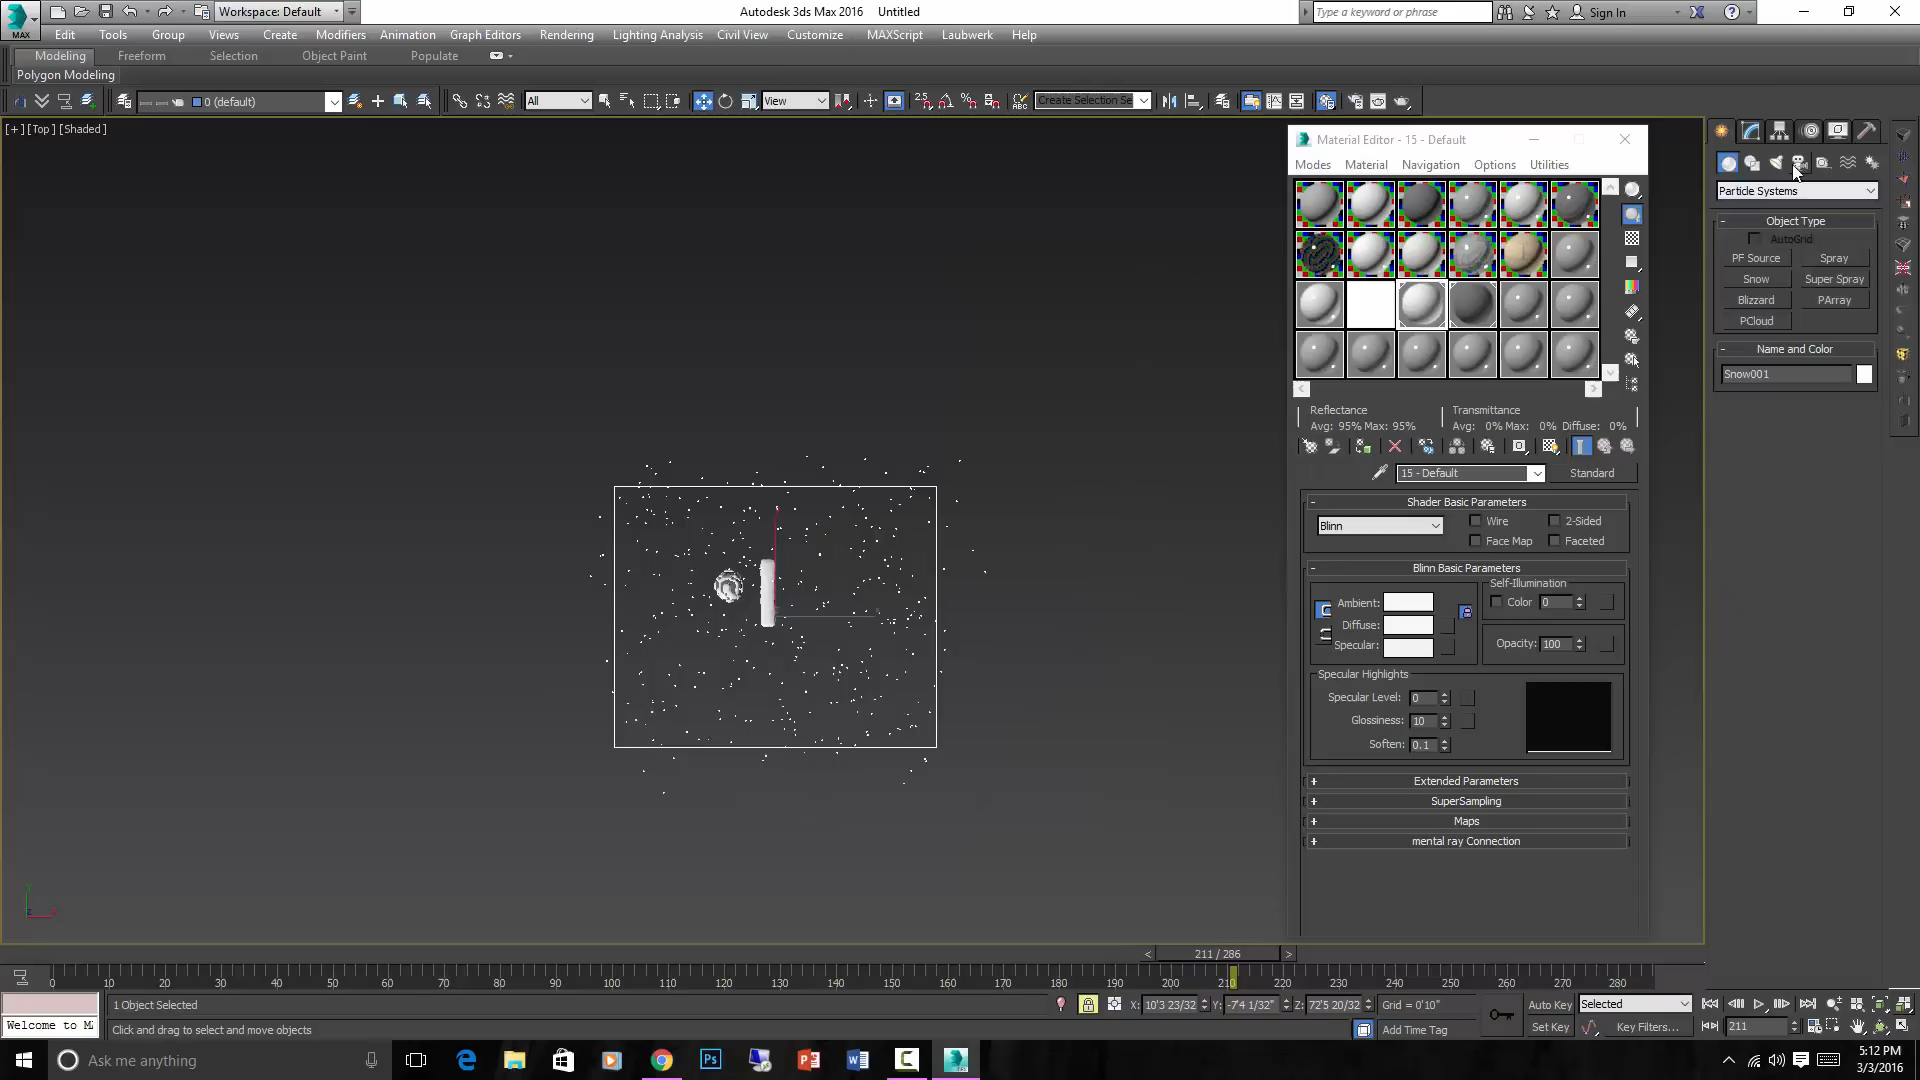 MAX
Workspace: Default
Autodesk 3ds Max 2016 Untitled
Type a keyword or phrase
Sign In
Edit Tools Group Views Create Modifiers Animation Graph Editors Rendering Lighting Analysis Civil View Customize MAXScript Laubwerk Help
Modeling Freeform Selection Object Paint Populate
Polygon Modeling
0 (default)
All
View
Create Selection Se
[+] [Top] [Shaded]
Material Editor - 15 - Default
Modes Material Navigation Options Utilities
Particle Systems
Object Type
AutoGrid
PF Source Spray
Snow Super Spray
Blizzard PArray
PCloud
Name and Color
Snow001
Reflectance Transmittance
Avg: 95% Max: 95% Avg: 0% Max: 0% Diffuse: 0%
15 - Default Standard
Shader Basic Parameters
Blinn Wire 2-Sided
Face Map Faceted
Blinn Basic Parameters
Self-Illumination
Ambient: Color 0
Diffuse:
Specular: Opacity: 100
Specular Highlights
Specular Level: 0
Glossiness: 10
Soften: 0.1
Extended Parameters
SuperSampling
Maps
mental ray Connection
211 / 286
0 10 20 30 40 50 60 70 80 90 100 110 120 130 140 150 160 170 180 190 200 210 220 230 240 250 260 270 280
1 Object Selected
X: 10'3 23/32 Y: -7'4 1/32" Z: 72'5 20/32 Grid = 0'10"
Auto Key Selected
Welcome to M
Click and drag to select and move objects
Add Time Tag
Set Key Key Filters... 211
Ask me anything
5:12 PM
3/3/2016